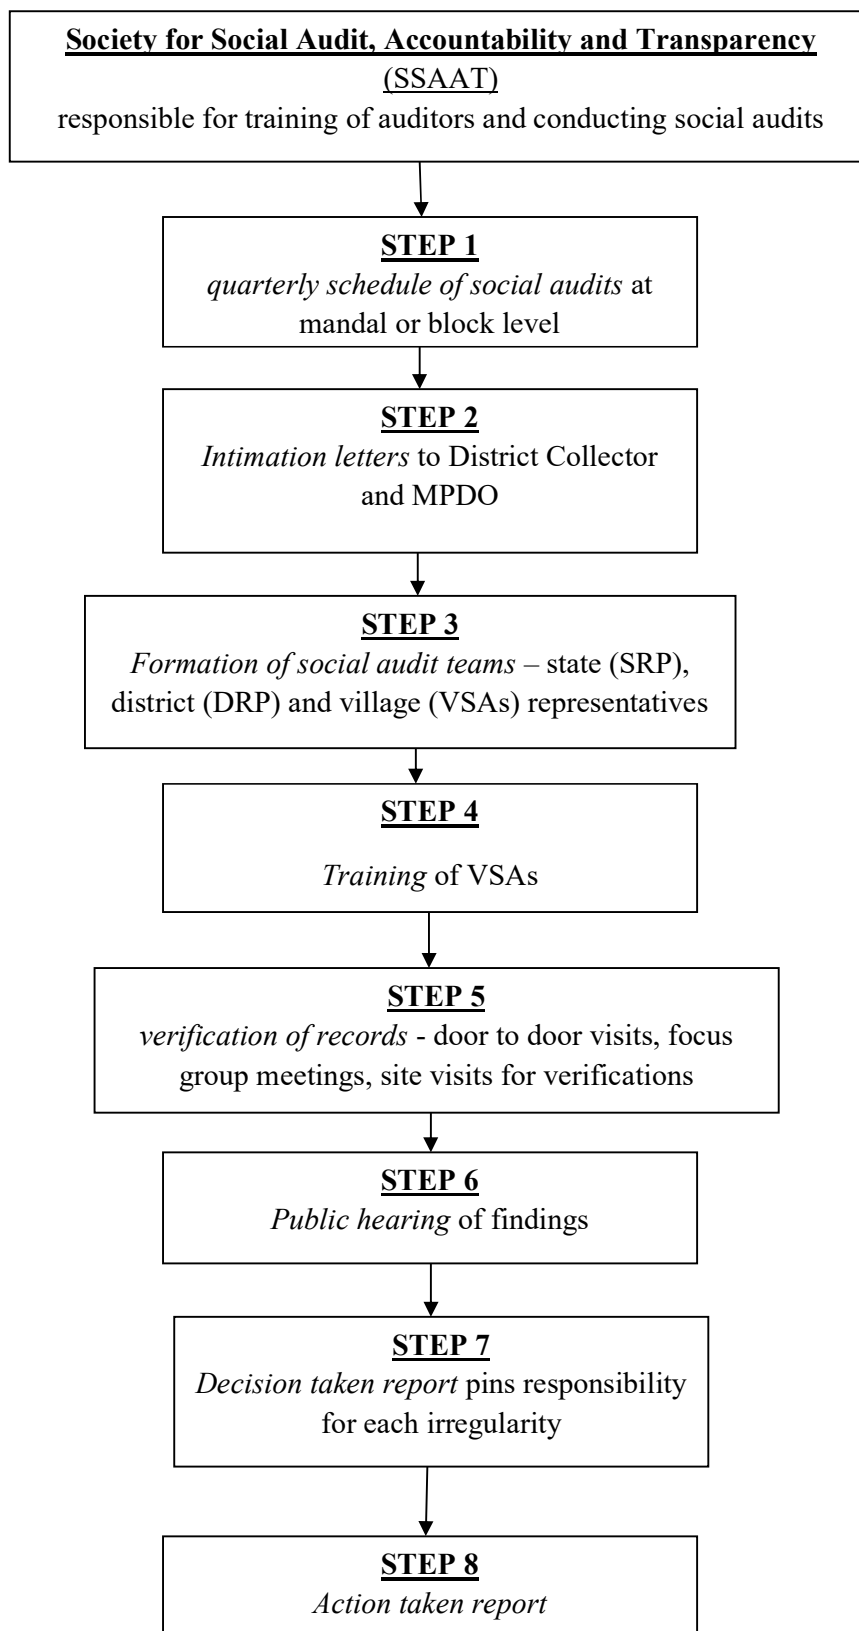 Society for Social Audit, Accountability and Transparency
(SSAAT)
responsible for training of auditors and conducting social audits
STEP 1
quarterly schedule of social audits at
mandal or block level
STEP 2
Intimation letters to District Collector
and MPDO
STEP 3
Formation of social audit teams – state (SRP),
district (DRP) and village (VSAs) representatives
STEP 4
Training of VSAs
STEP 5
verification of records - door to door visits, focus
group meetings, site visits for verifications
STEP 6
Public hearing of findings
STEP 7
Decision taken report pins responsibility
for each irregularity
STEP 8
Action taken report